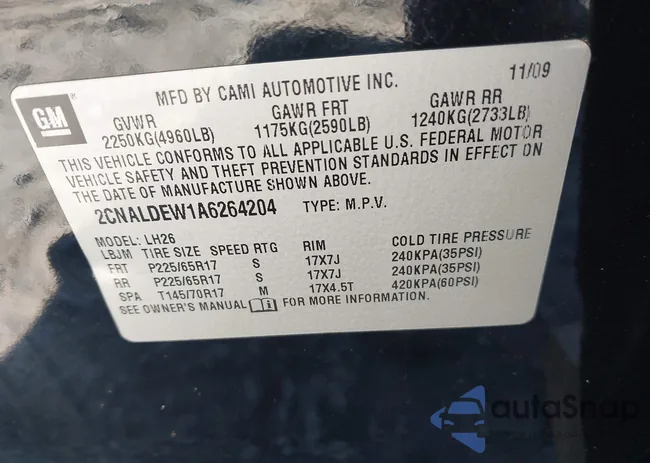 MFD BY CAMI AUTOMOTIVE INC. 11/09
GM
GVWR GAWR FRT GAWR RR
2250KG(4960LB) 1175KG(2590LB) 1240KG(2733LB)
THIS VEHICLE CONFORMS TO ALL APPLICABLE U.S. FEDERAL MOTOR
VEHICLE SAFETY AND THEFT PREVENTION STANDARDS IN EFFECT ON
THE DATE OF MANUFACTURE SHOWN ABOVE.
2CNALDEW1A6264204 TYPE: M.P.V.
MODEL: LH26
LBJM TIRE SIZE SPEED RTG RIM COLD TIRE PRESSURE
FRT P225/65R17 S 17X7J 240KPA(35PSI)
RR P225/65R17 S 17X7J 240KPA(35PSI)
SPA T145/70R17 M 17X4.5T 420KPA(60PSI)
SEE OWNER'S MANUAL FOR MORE INFORMATION.
autoSnap